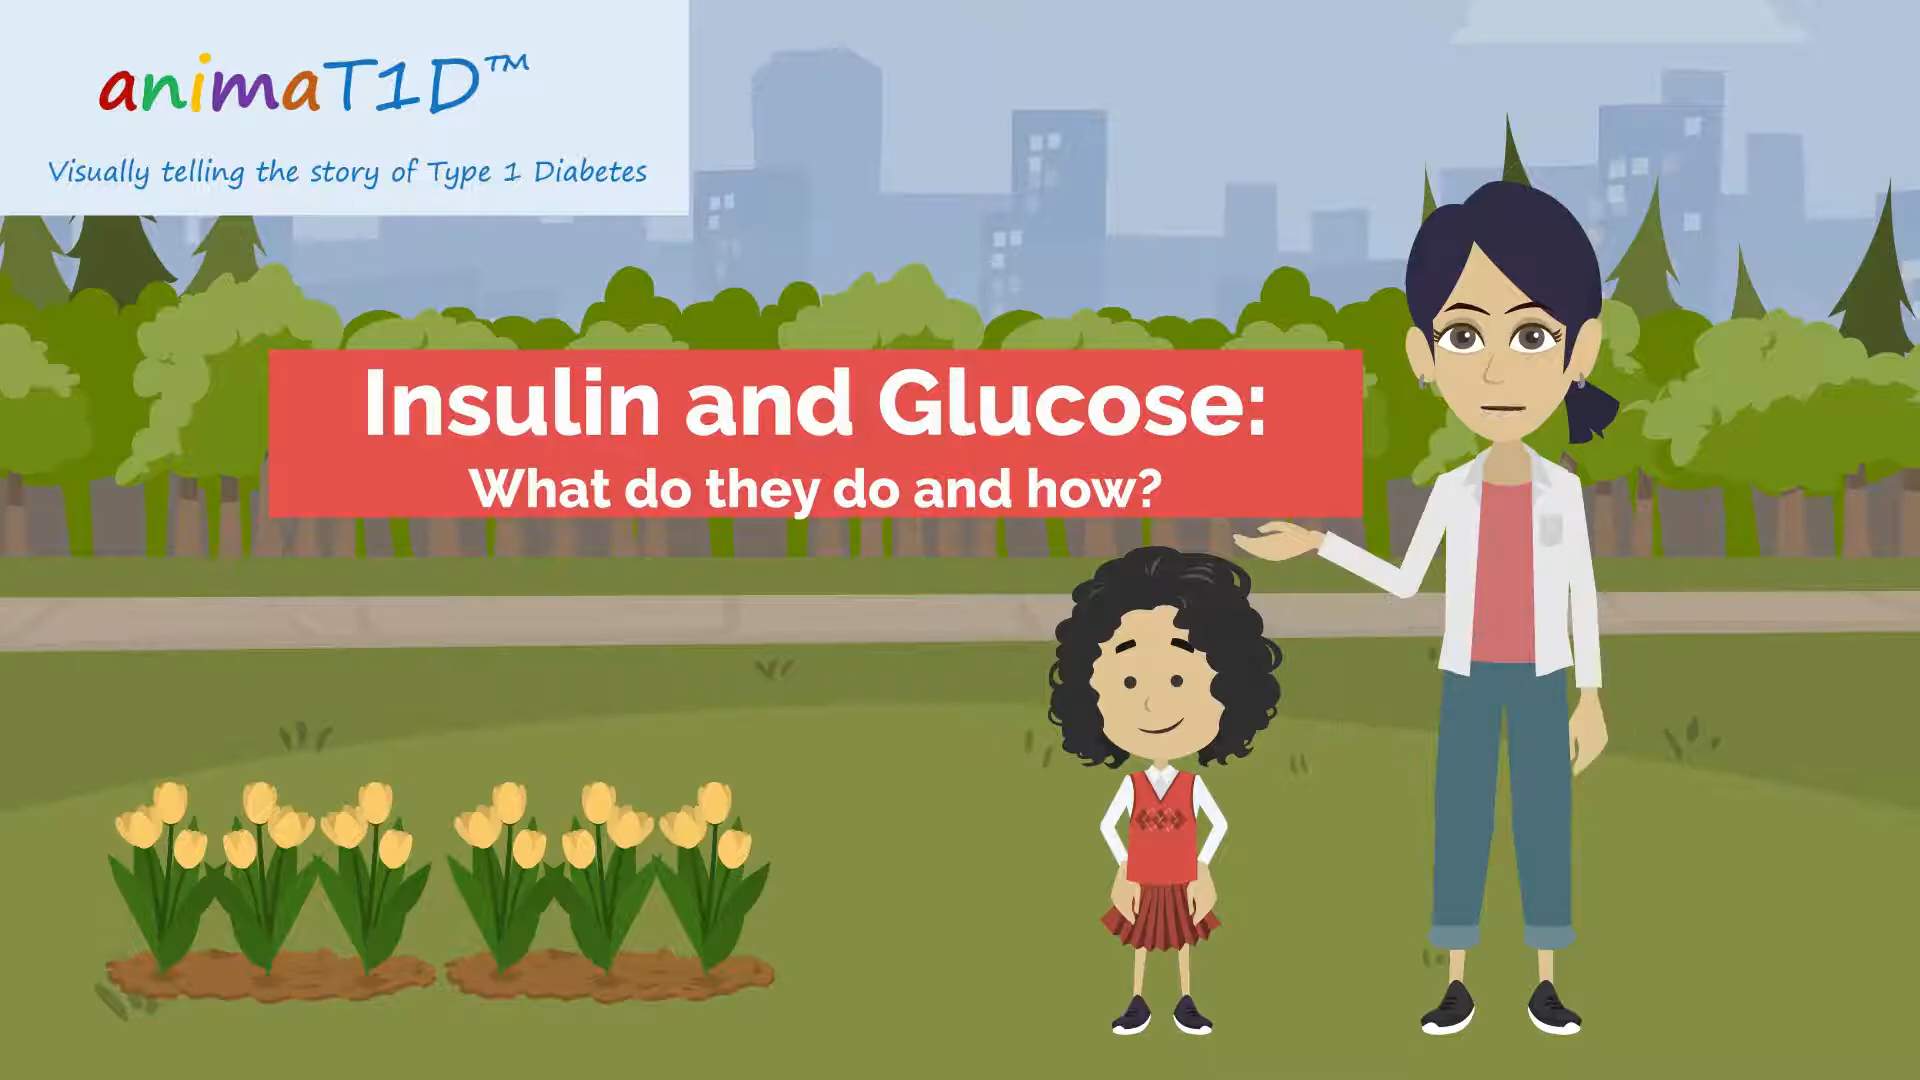 animaT1D™
Visually telling the story of Type 1 Diabetes
Insulin and Glucose:
What do they do and how?